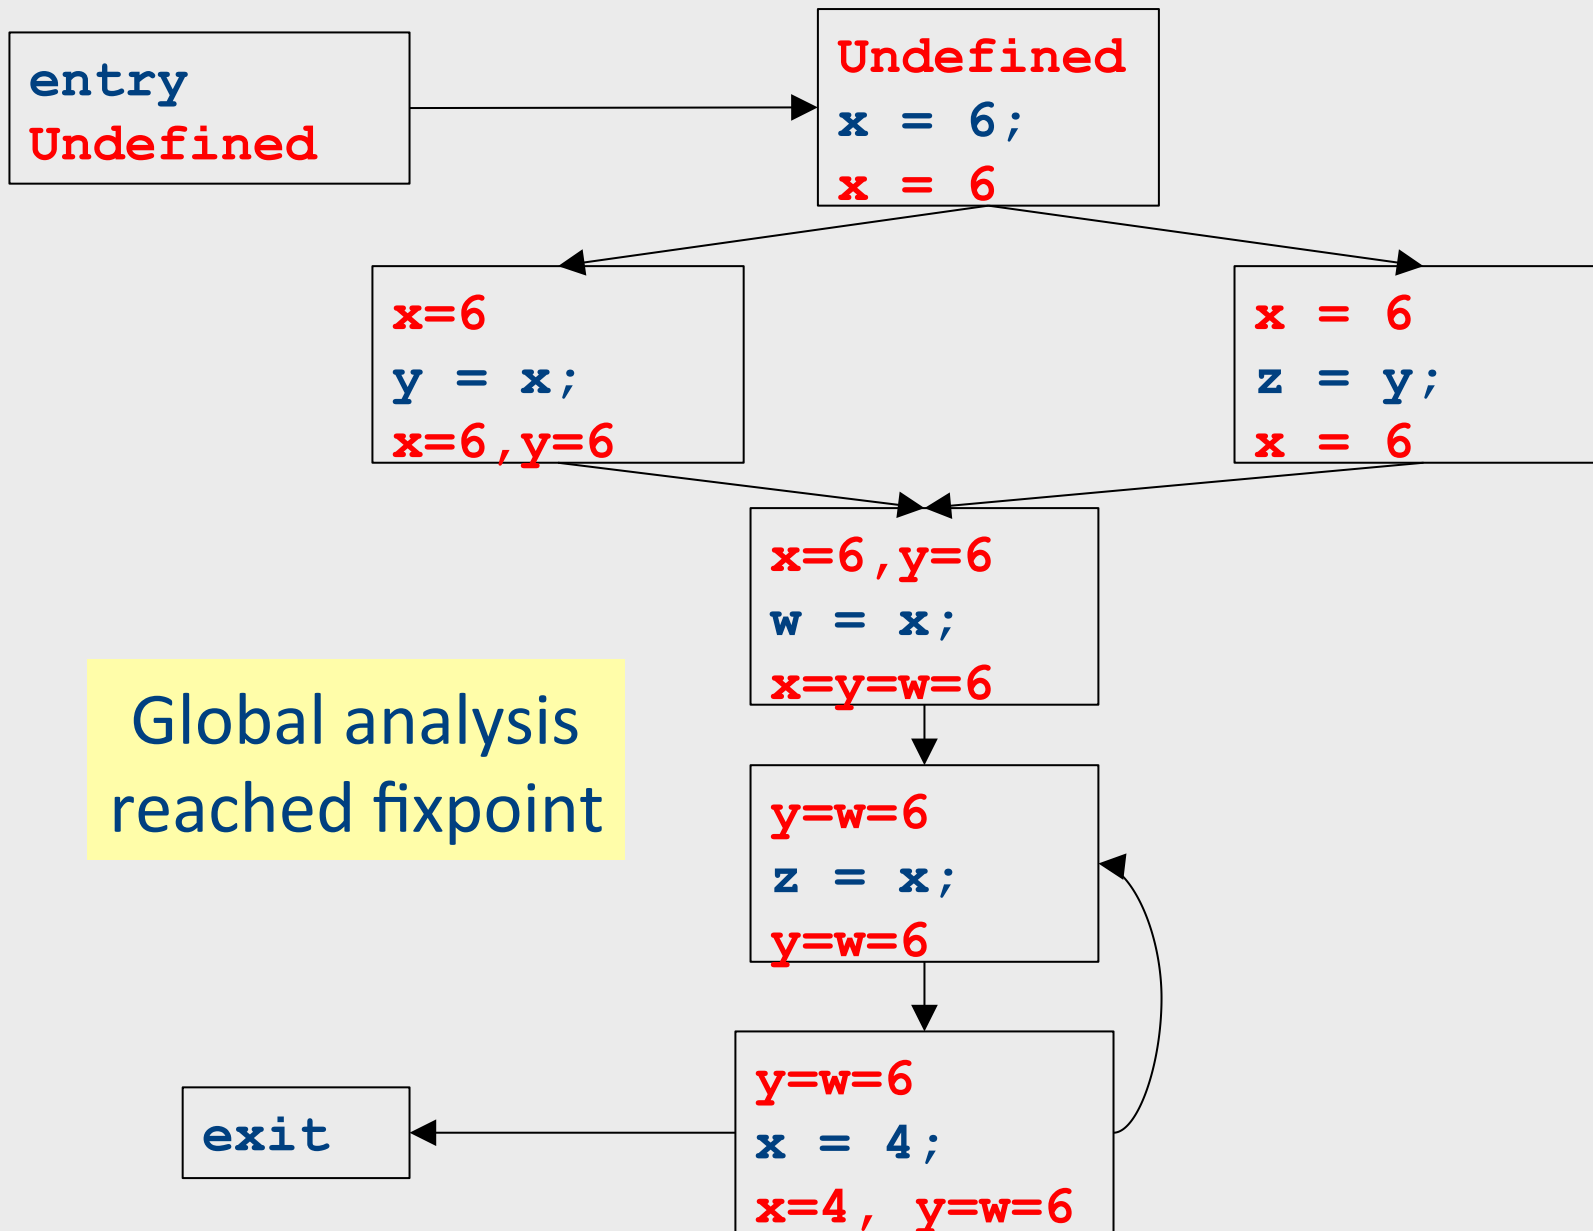 entry
Undefined
Undefined
x = 6;
x = 6
x=6
y = x;
x=6,y=6
x = 6
z = y;
x = 6
x=6,y=6
w = x;
x=y=w=6
Global analysis
reached fixpoint
y=w=6
z = x;
y=w=6
y=w=6
x = 4;
x=4, y=w=6
exit